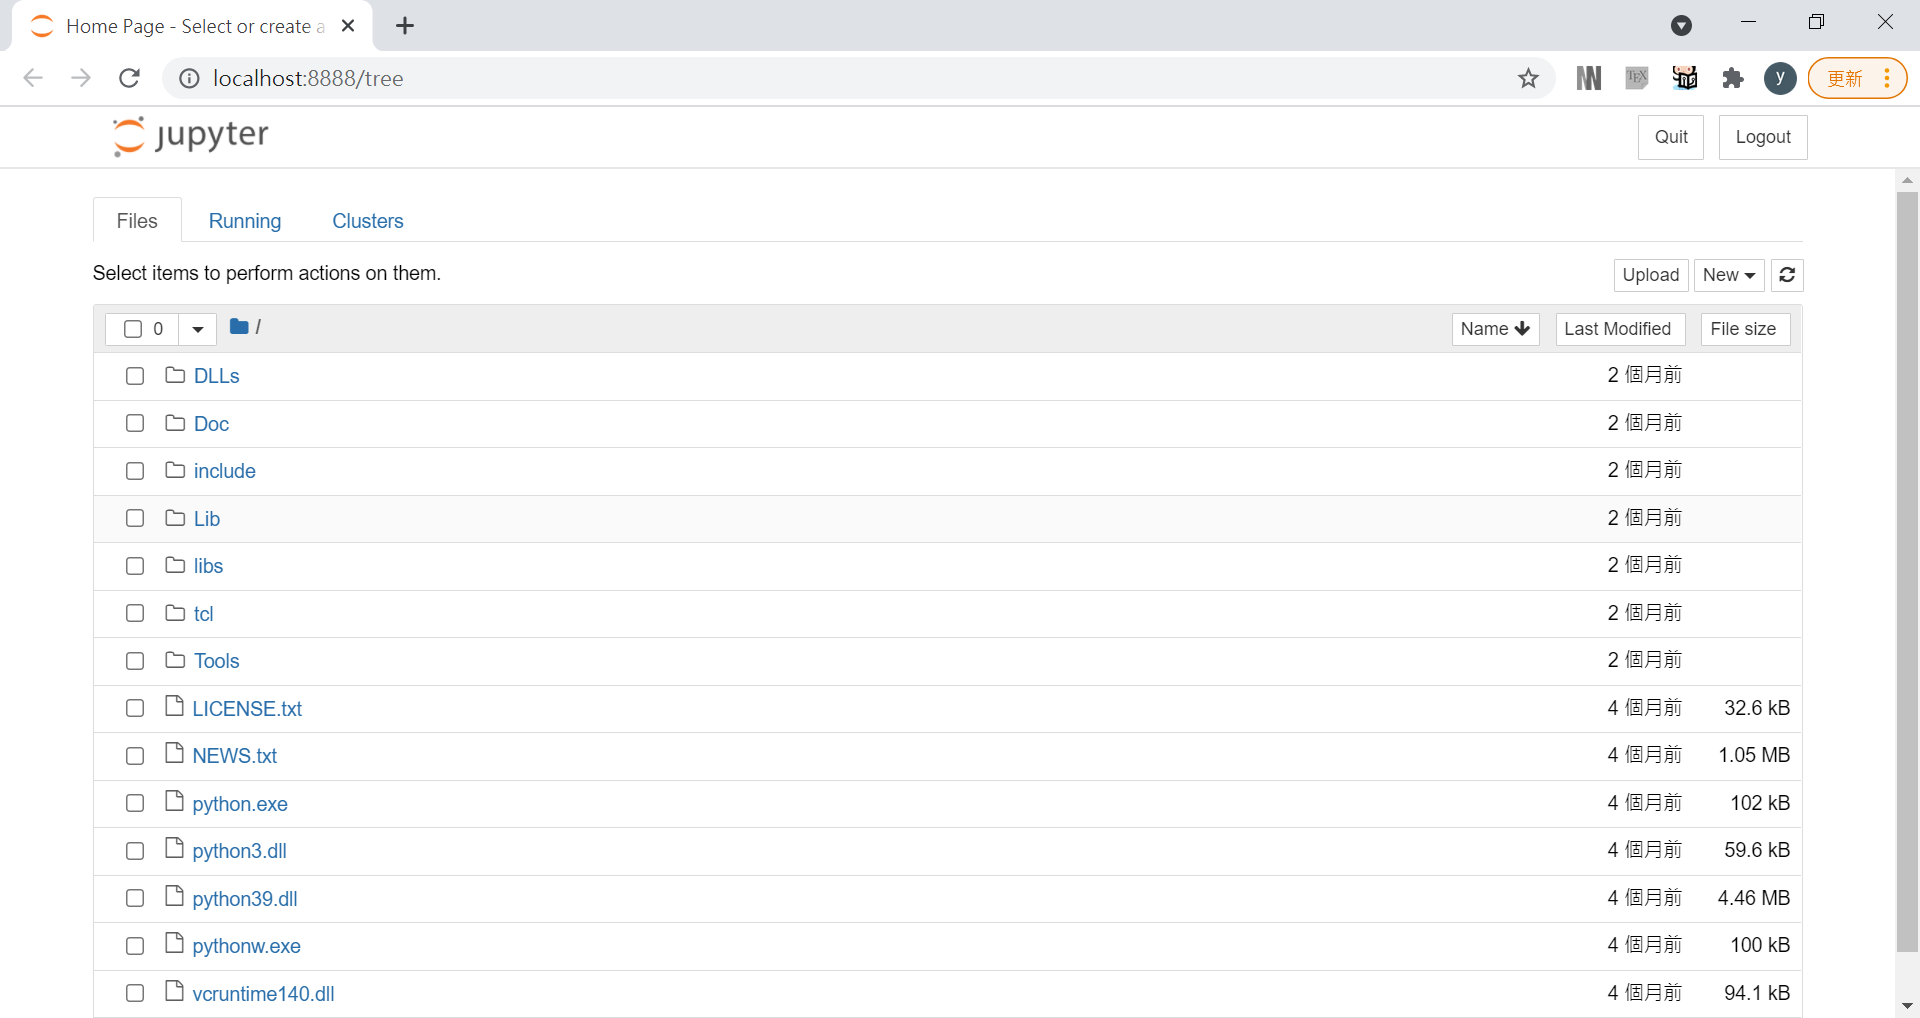 Home Page - Select or create a
localhost:8888/tree
TEX
y
更新
jupyter
Quit
Logout
Files
Running
Clusters
Select items to perform actions on them.
Upload
New
0
/
Name
Last Modified
File size
DLLs 2 個月前
Doc 2 個月前
include 2 個月前
Lib 2 個月前
libs 2 個月前
tcl 2 個月前
Tools 2 個月前
LICENSE.txt 4 個月前 32.6 kB
NEWS.txt 4 個月前 1.05 MB
python.exe 4 個月前 102 kB
python3.dll 4 個月前 59.6 kB
python39.dll 4 個月前 4.46 MB
pythonw.exe 4 個月前 100 kB
vcruntime140.dll 4 個月前 94.1 kB